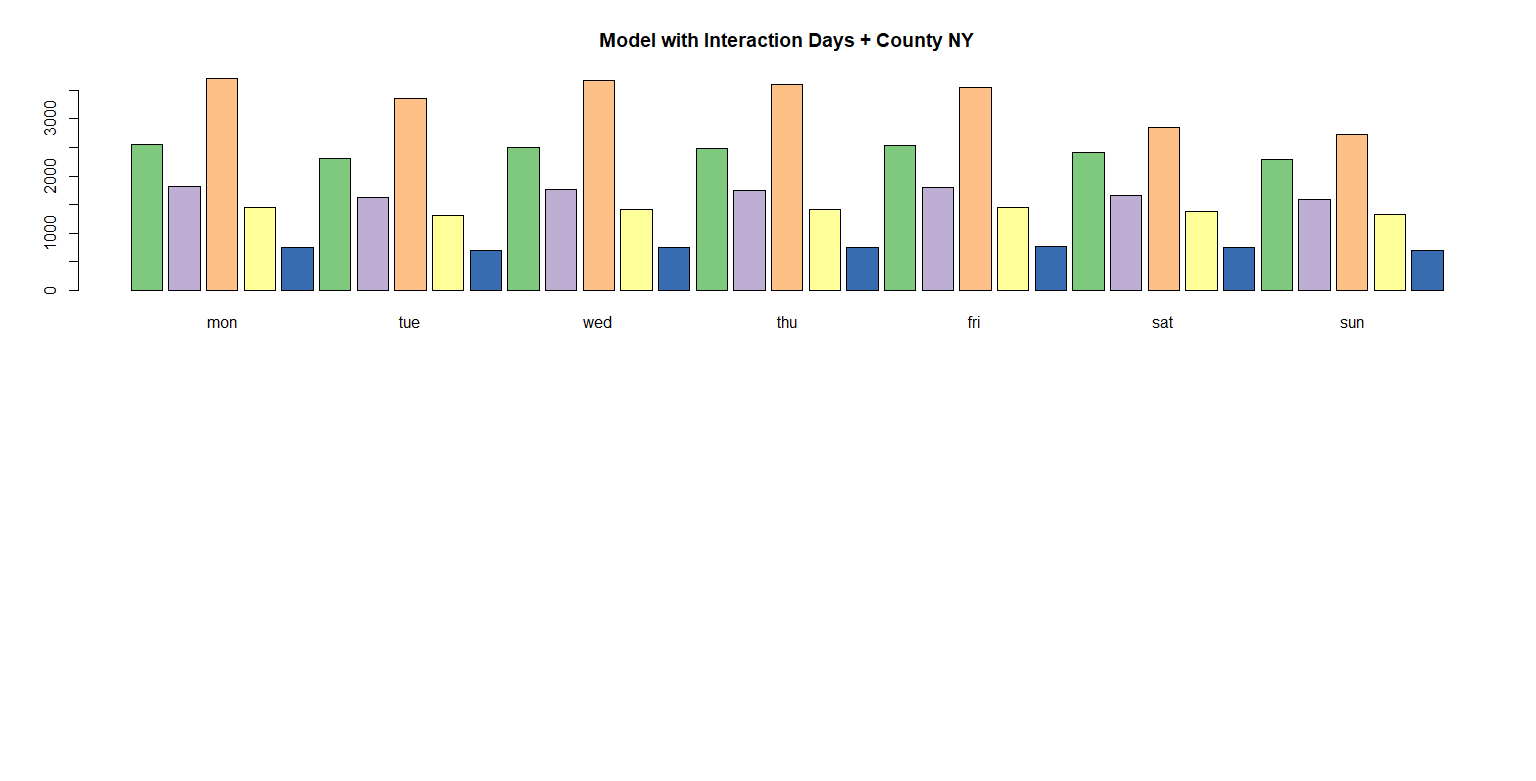 Model with Interaction Days + County NY
3000
2000
1000
0
mon tue wed thu fri sat sun